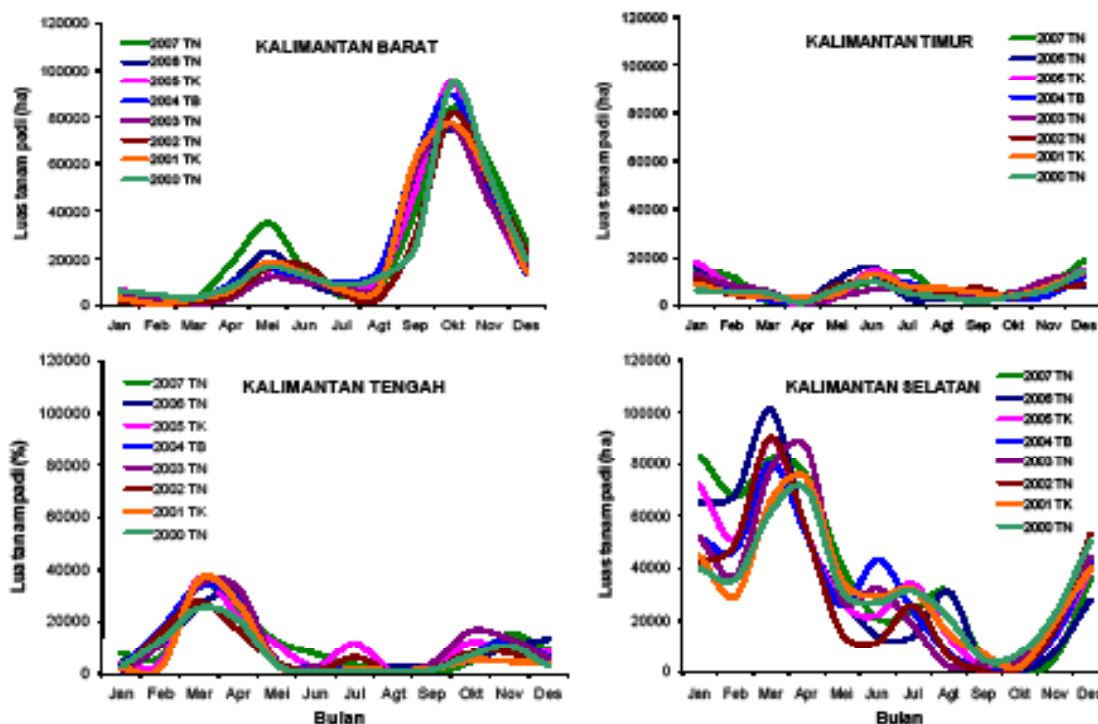 KALIMANTAN BARAT
Luas tanam padi (ha)
120000
100000
80000
60000
40000
20000
0
2007 TN
2006 TN
2005 TK
2004 TB
2003 TN
2002 TN
2001 TK
2000 TN
Jan Feb Mar Apr Mei Jun Jul Agt Sep Okt Nov Des
KALIMANTAN TIMUR
Luas tanam padi (ha)
120000
100000
80000
60000
40000
20000
0
2007 TN
2006 TN
2005 TK
2004 TB
2003 TN
2002 TN
2001 TK
2000 TN
Jan Feb Mar Apr Mei Jun Jul Agt Sep Okt Nov Des
KALIMANTAN TENGAH
Luatanampadi (%)
120000
100000
80000
60000
40000
20000
0
2007 TN
2006 TN
2005 TK
2004 TB
2003 TN
2002 TN
2001 TK
2000 TN
Jan Feb Mar Apr Mei Jun Jul Agt Sep Okt Nov Des
Bulan
KALIMANTAN SELATAN
Luas tanampadi (ha)
120000
100000
80000
60000
40000
20000
0
2007 TN
2006 TN
2005 TK
2004 TB
2003 TN
2002 TN
2001 TK
2000 TN
Jan Feb Mar Apr Mei Jun Jul Agt Sep Okt Nov Des
Bulan